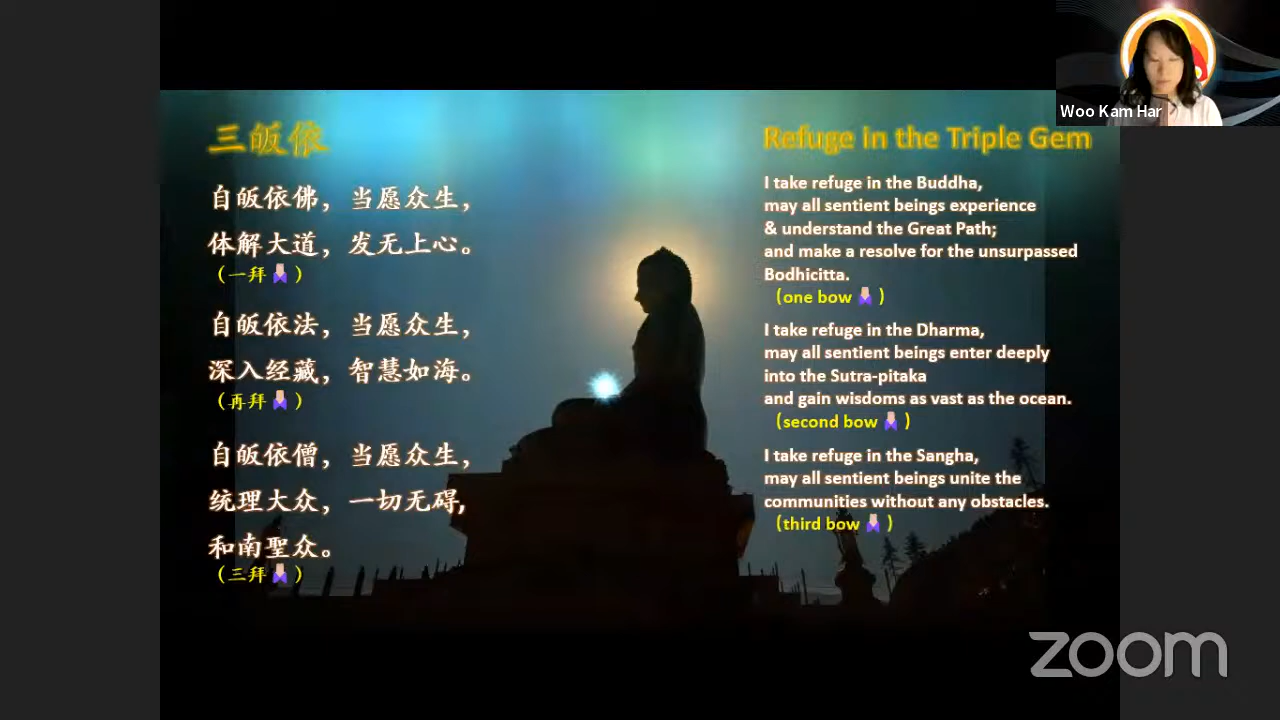 三皈依
自皈依佛，当愿众生，
体解大道，发无上心。
（一拜）
自皈依法，当愿众生，
深入经藏，智慧如海。
（再拜）
自皈依僧，当愿众生，
统理大众，一切无碍,
和南聖众。
（三拜）
Refuge in the Triple Gem
I take refuge in the Buddha,
may all sentient beings experience
& understand the Great Path;
and make a resolve for the unsurpassed
Bodhicitta.
(one bow)
I take refuge in the Dharma,
may all sentient beings enter deeply
into the Sutra-pitaka
and gain wisdoms as vast as the ocean.
(second bow)
I take refuge in the Sangha,
may all sentient beings unite the
communities without any obstacles.
(third bow)
Woo Kam Har
zoom